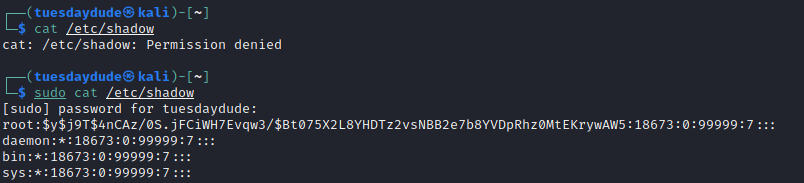 ┌──(tuesdaydude㉿kali)-[~]
└─$ cat /etc/shadow
cat: /etc/shadow: Permission denied
┌──(tuesdaydude㉿kali)-[~]
└─$ sudo cat /etc/shadow
[sudo] password for tuesdaydude:
root:$y$j9T$4nCAz/0S.jFCiWH7Evqw3/$Bt075X2L8YHDTz2vsNBB2e7b8YVDpRhz0MtEKrywAW5:18673:0:99999:7:::
daemon:*:18673:0:99999:7:::
bin:*:18673:0:99999:7:::
sys:*:18673:0:99999:7:::